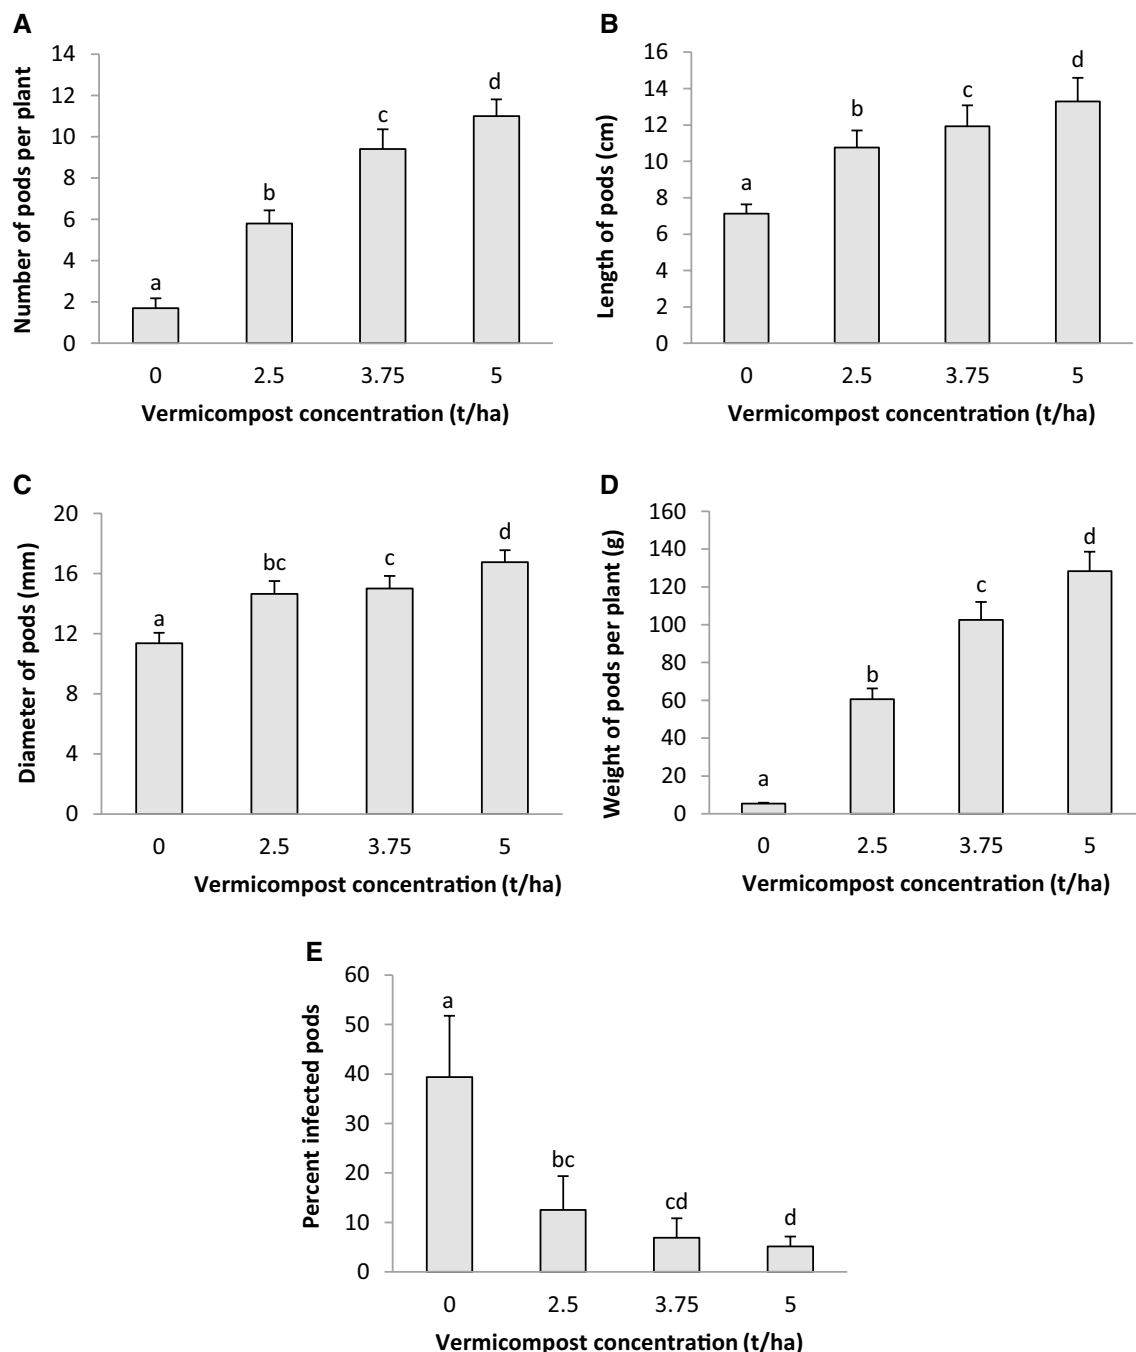 A
Number of pods per plant
14
12
10
8
6
4
2
0
a
b
c
d
0 2.5 3.75 5
Vermicompost concentration (t/ha)
B
Length of pods (cm)
16
14
12
10
8
6
4
2
0
a
b
c
d
0 2.5 3.75 5
Vermicompost concentration (t/ha)
C
Diameter of pods (mm)
20
16
12
8
4
0
a
bc
c
d
0 2.5 3.75 5
Vermicompost concentration (t/ha)
D
Weight of pods per plant (g)
160
140
120
100
80
60
40
20
0
a
b
c
d
0 2.5 3.75 5
Vermicompost concentration (t/ha)
E
Percent infected pods
60
50
40
30
20
10
0
a
bc
cd
d
0 2.5 3.75 5
Vermicompost concentration (t/ha)